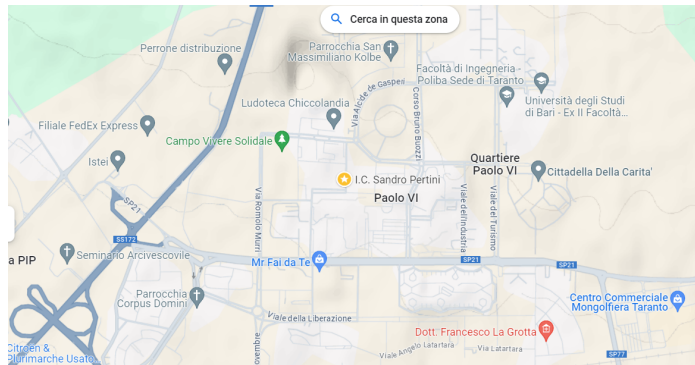 Cerca in questa zona
Perrone distribuzione
Parrocchia San
Massimiliano Kolbe
Facoltà di Ingegneria -
Poliba Sede di Taranto
Via Alcide de Gasperi
Corso Bruno Buozzi
Università degli Studi
di Bari - Ex II Facoltà...
Ludoteca Chiccolandia
Filiale FedEx Express
Campo Vivere Solidale
Istei
Quartiere
Paolo VI
Cittadella Della Carita'
I.C. Sandro Pertini
Paolo VI
SP21
Via Romolo Murri
Viale dell'Industria
Viale del Turismo
SS172
a PIP
Seminario Arcivescovile
Mr Fai da Te
SP21
SP21
Parrocchia
Corpus Domini
Centro Commerciale
Mongolfiera Taranto
Viale della Liberazione
Dott. Francesco La Grotta
Citroën &
Plurimarche Usato...
Viale Angelo Latartara
Via Latartara
SP77